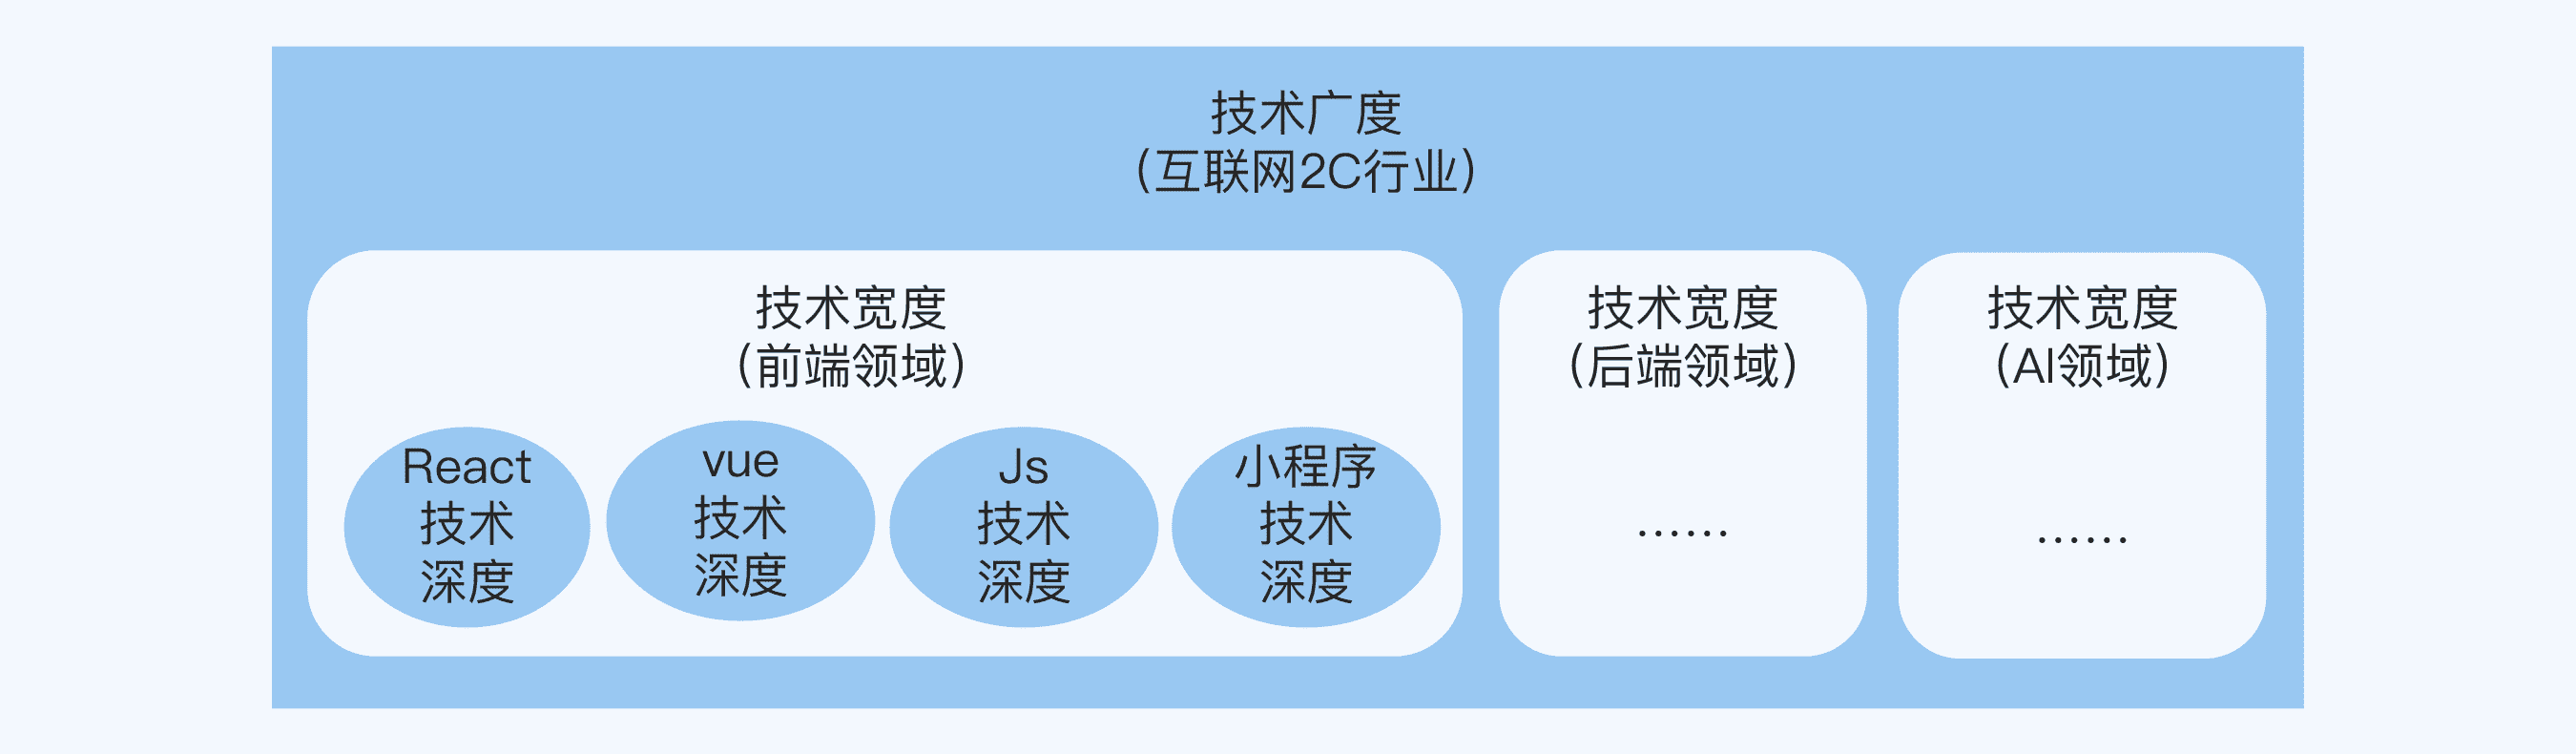 技术广度
（互联网2C行业）
技术宽度
（前端领域）
React
技术
深度
vue
技术
深度
Js
技术
深度
小程序
技术
深度
技术宽度
（后端领域）
……
技术宽度
（AI领域）
……